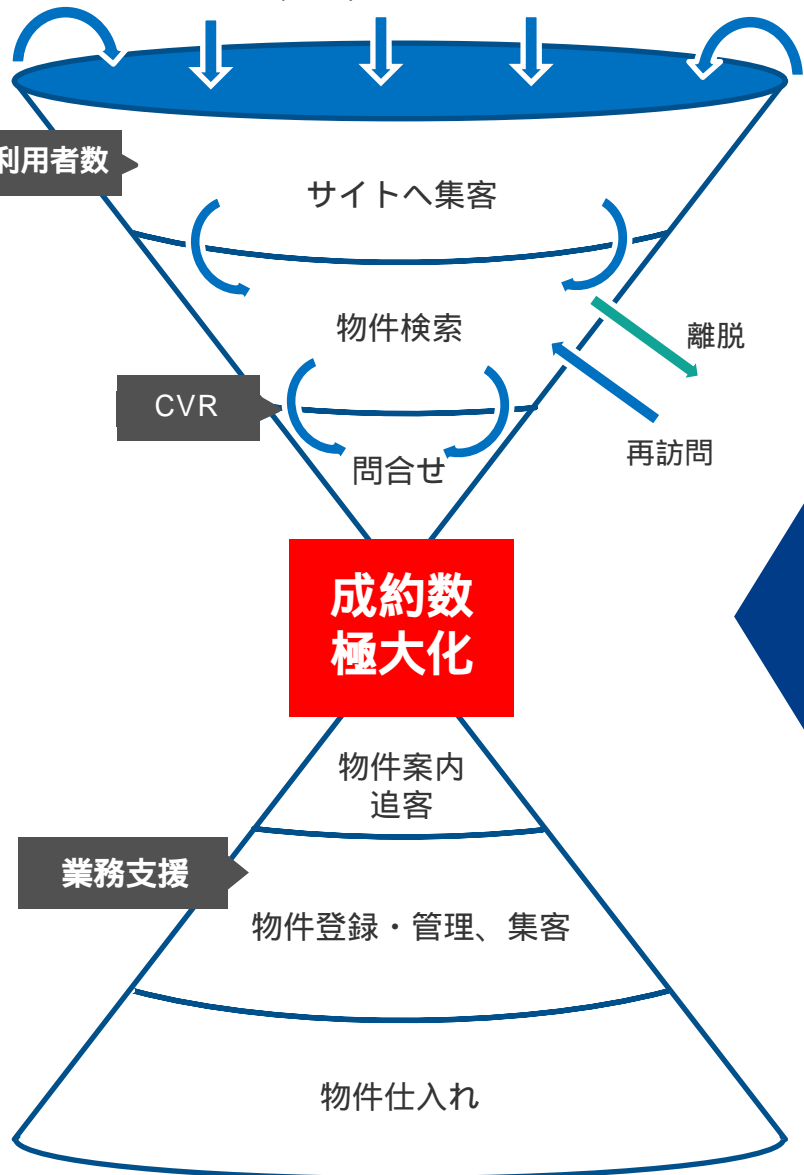 利用者数
サイトへ集客
物件検索
離脱
CVR
再訪問
問合せ
成約数
極大化
物件案内
追客
業務支援
物件登録・管理、集客
物件仕入れ